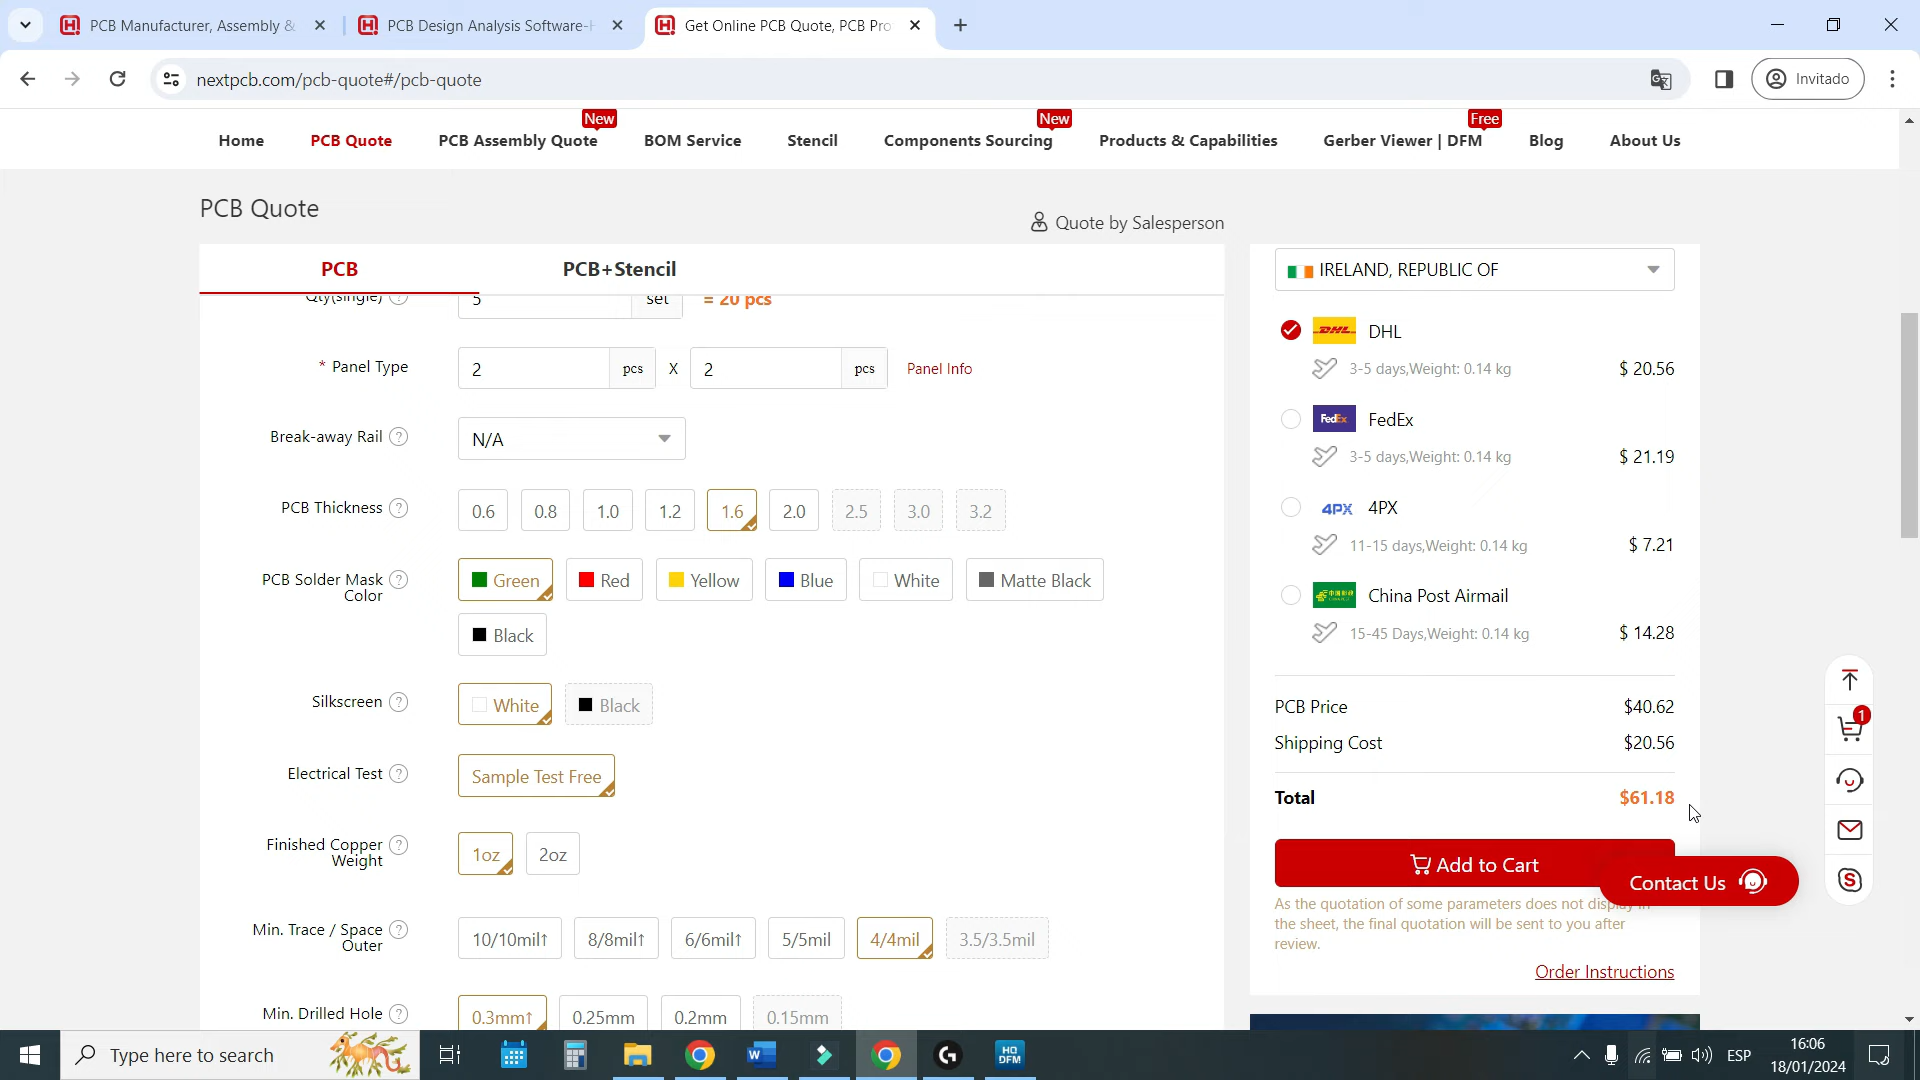 PCB Manufacturer, Assembly &
PCB Design Analysis Software-H
Get Online PCB Quote, PCB Pro
nextpcb.com/pcb-quote#/pcb-quote
Invitado
Home
PCB Quote
New
PCB Assembly Quote
BOM Service
Stencil
New
Components Sourcing
Products & Capabilities
Free
Gerber Viewer | DFM
Blog
About Us
PCB Quote
Quote by Salesperson
PCB
PCB+Stencil
Qty(single) ?
5
set
= 20 pcs
* Panel Type
2
pcs
X
2
pcs
Panel Info
Break-away Rail ?
N/A
PCB Thickness ?
0.6
0.8
1.0
1.2
1.6
2.0
2.5
3.0
3.2
PCB Solder Mask ?
Color
Green
Red
Yellow
Blue
White
Matte Black
Black
Silkscreen ?
White
Black
Electrical Test ?
Sample Test Free
Finished Copper ?
Weight
1oz
2oz
Min. Trace / Space ?
Outer
10/10mil↑
8/8mil↑
6/6mil↑
5/5mil
4/4mil
3.5/3.5mil
Min. Drilled Hole ?
0.3mm↑
0.25mm
0.2mm
0.15mm
IRELAND, REPUBLIC OF
DHL
DHL
3-5 days,Weight: 0.14 kg
$ 20.56
FedEx
FedEx
3-5 days,Weight: 0.14 kg
$ 21.19
4PX
4PX
11-15 days,Weight: 0.14 kg
$ 7.21
China Post Airmail
15-45 Days,Weight: 0.14 kg
$ 14.28
PCB Price
$40.62
Shipping Cost
$20.56
Total
$61.18
Add to Cart
Contact Us
As the quotation of some parameters does not display in
the sheet, the final quotation will be sent to you after
review.
Order Instructions
1
Type here to search
HQ
DFM
ESP
16:06
18/01/2024